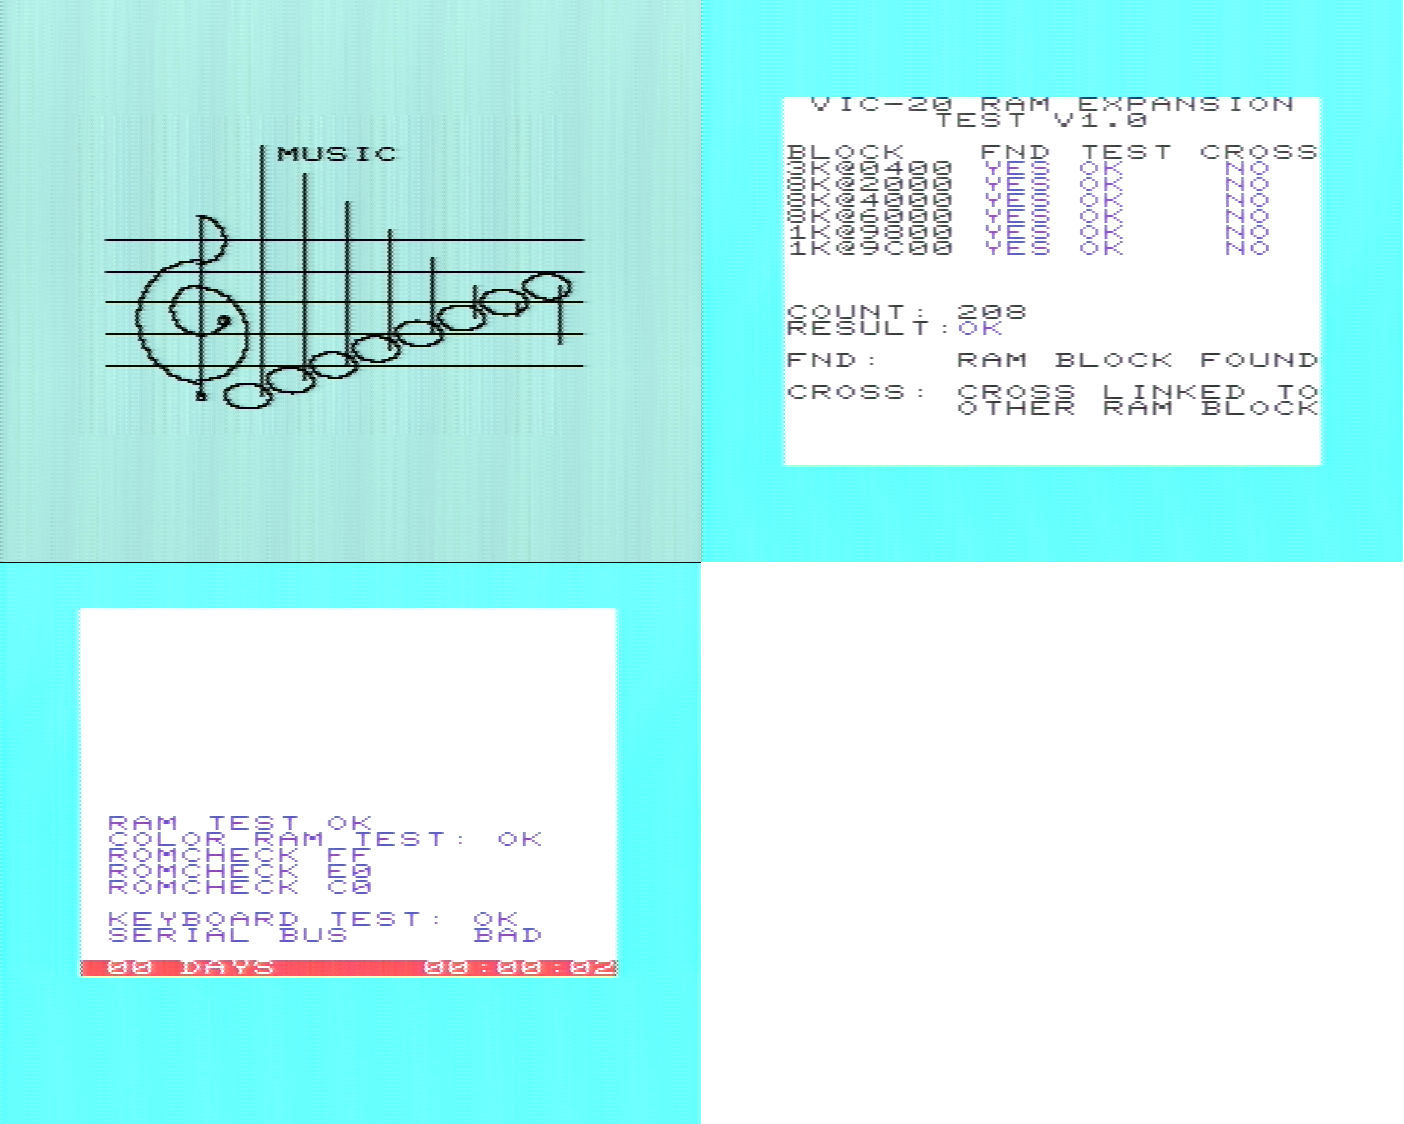 MUSIC
VIC-20 RAM EXPANSION
TEST V1.0
BLOCK FND TEST CROSS
3K@0400 YES OK NO
8K@2000 YES OK NO
8K@4000 YES OK NO
8K@6000 YES OK NO
1K@9800 YES OK NO
1K@9C00 YES OK NO
COUNT: 208
RESULT:OK
FND: RAM BLOCK FOUND
CROSS: CROSS LINKED TO
OTHER RAM BLOCK
RAM TEST OK
COLOR RAM TEST: OK
ROMCHECK FF
ROMCHECK E0
ROMCHECK C0
KEYBOARD TEST: OK
SERIAL BUS BAD
00 DAYS 00:00:02